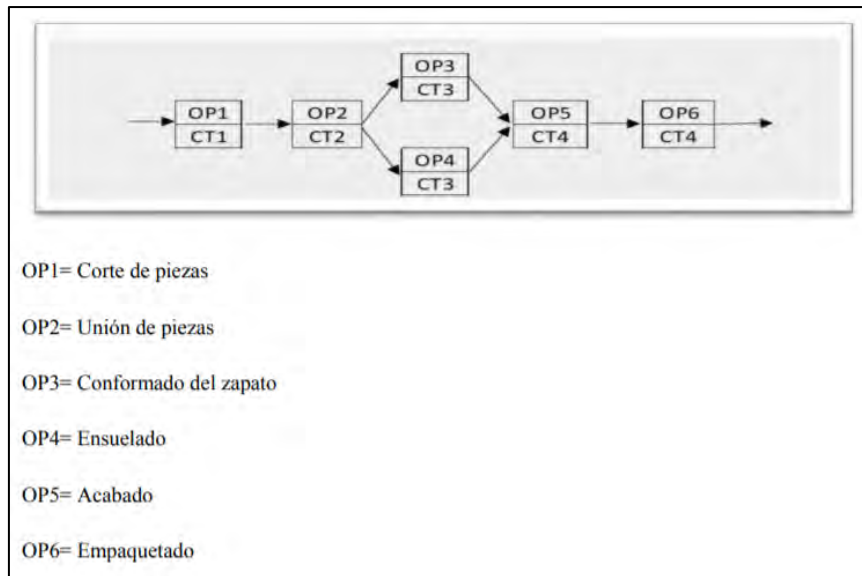 OP3
CT3
OP1
CT1
OP2
CT2
OP5
CT4
OP6
CT4
OP4
CT3
OP1= Corte de piezas
OP2= Unión de piezas
OP3= Conformado del zapato
OP4= Ensuelado
OP5= Acabado
OP6= Empaquetado